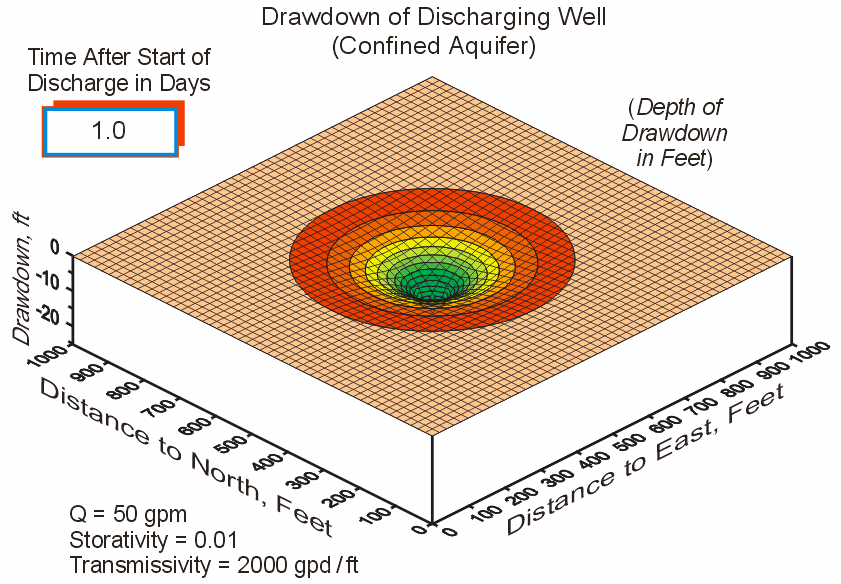 Drawdown of Discharging Well
(Confined Aquifer)
Time After Start of
Discharge in Days
1.0
(Depth of
Drawdown
in Feet)
Drawdown, ft
0
-10
-20
1000
900
800
700
600
500
400
300
200
100
0
Distance to North, Feet
0
100
200
300
400
500
600
700
800
900
1000
Distance to East, Feet
Q = 50 gpm
Storativity = 0.01
Transmissivity = 2000 gpd/ft